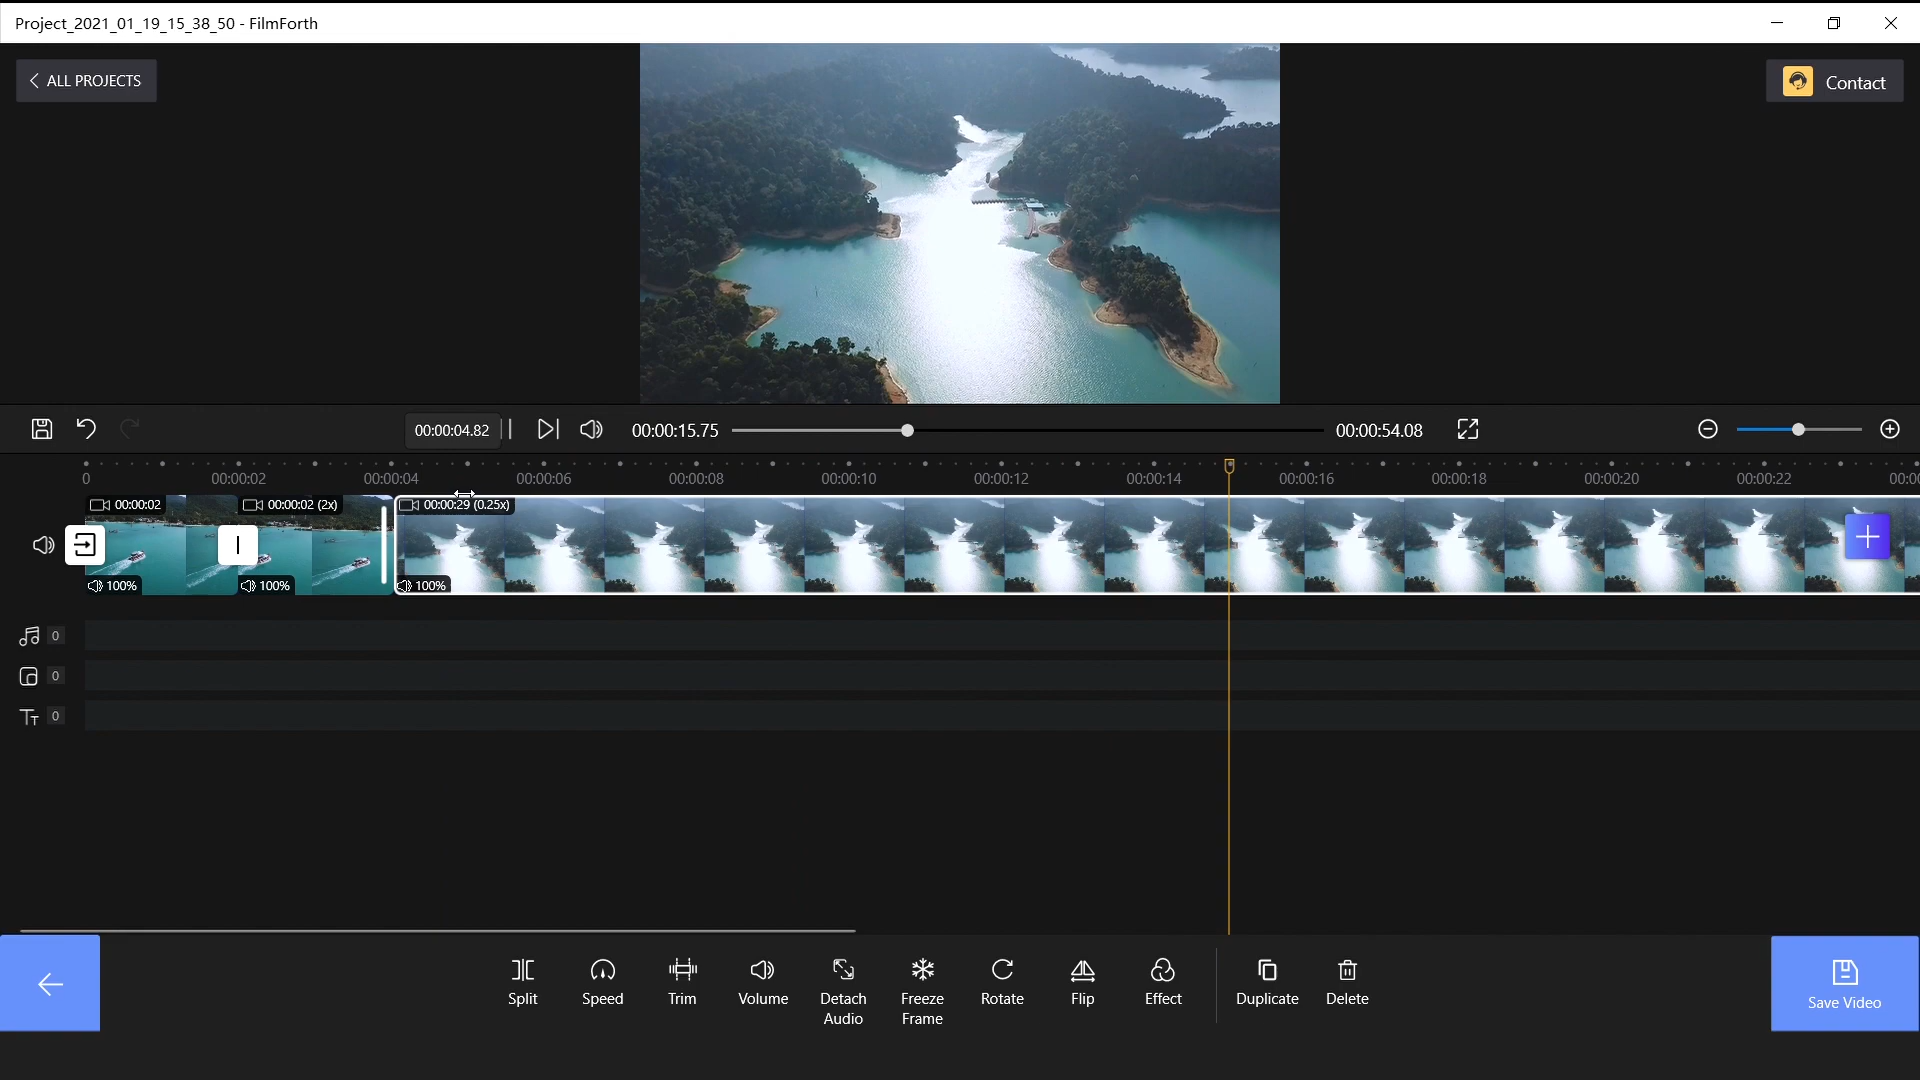 Project_2021_01_19_15_38_50 - FilmForth
ALL PROJECTS
Contact
00:00:04.82
00:00:15.75
00:00:54.08
0 00:00:02 00:00:04 00:00:06 00:00:08 00:00:10 00:00:12 00:00:14 00:00:16 00:00:18 00:00:20 00:00:22 00:00
00:00:02
00:00:02 (2x)
00:00:29 (0.25x)
100%
100%
100%
0
0
TT 0
Split
Speed
Trim
Volume
Detach
Audio
Freeze
Frame
Rotate
Flip
Effect
Duplicate
Delete
Save Video